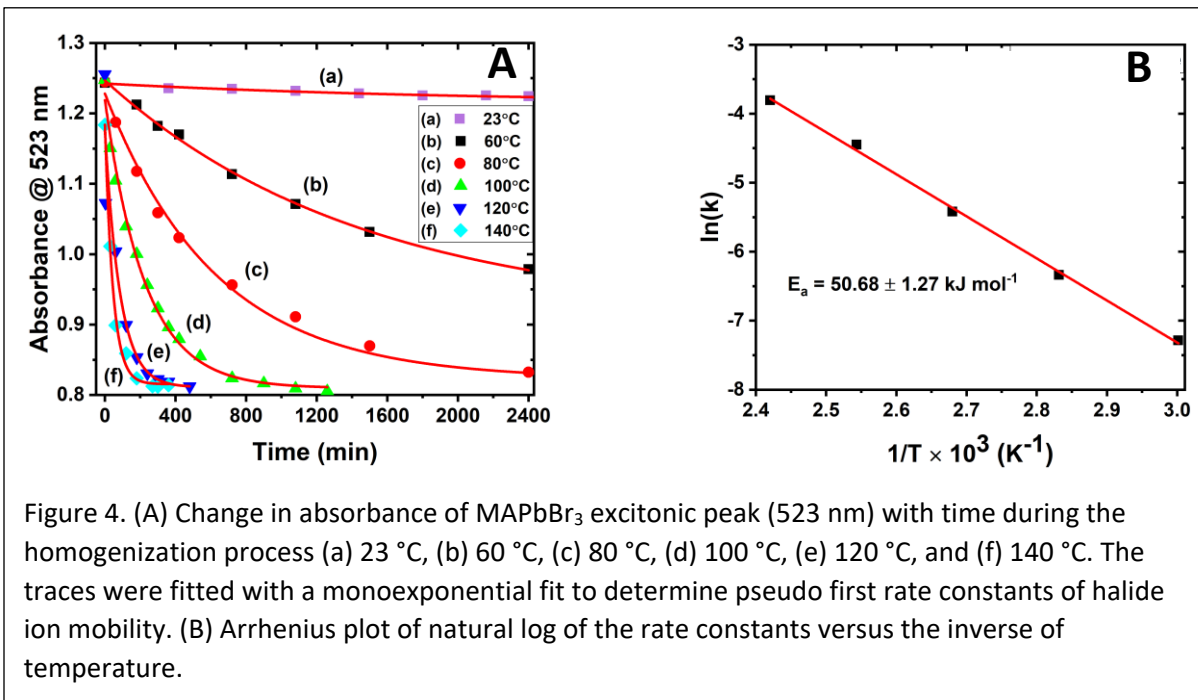 A
1.3
1.2
1.1
1.0
0.9
0.8
Absorbance @ 523 nm
0
400
800
1200
1600
2000
2400
Time (min)
(a)
(b)
(c)
(d)
(e)
(f)
(a) 23°C
(b) 60°C
(c) 80°C
(d) 100°C
(e) 120°C
(f) 140°C
B
-3
-4
-5
-6
-7
-8
ln(k)
Eₐ = 50.68 ± 1.27 kJ mol⁻¹
2.4
2.5
2.6
2.7
2.8
2.9
3.0
1/T × 10³ (K⁻¹)
Figure 4. (A) Change in absorbance of MAPbBr₃ excitonic peak (523 nm) with time during the
homogenization process (a) 23 °C, (b) 60 °C, (c) 80 °C, (d) 100 °C, (e) 120 °C, and (f) 140 °C. The
traces were fitted with a monoexponential fit to determine pseudo first rate constants of halide
ion mobility. (B) Arrhenius plot of natural log of the rate constants versus the inverse of
temperature.